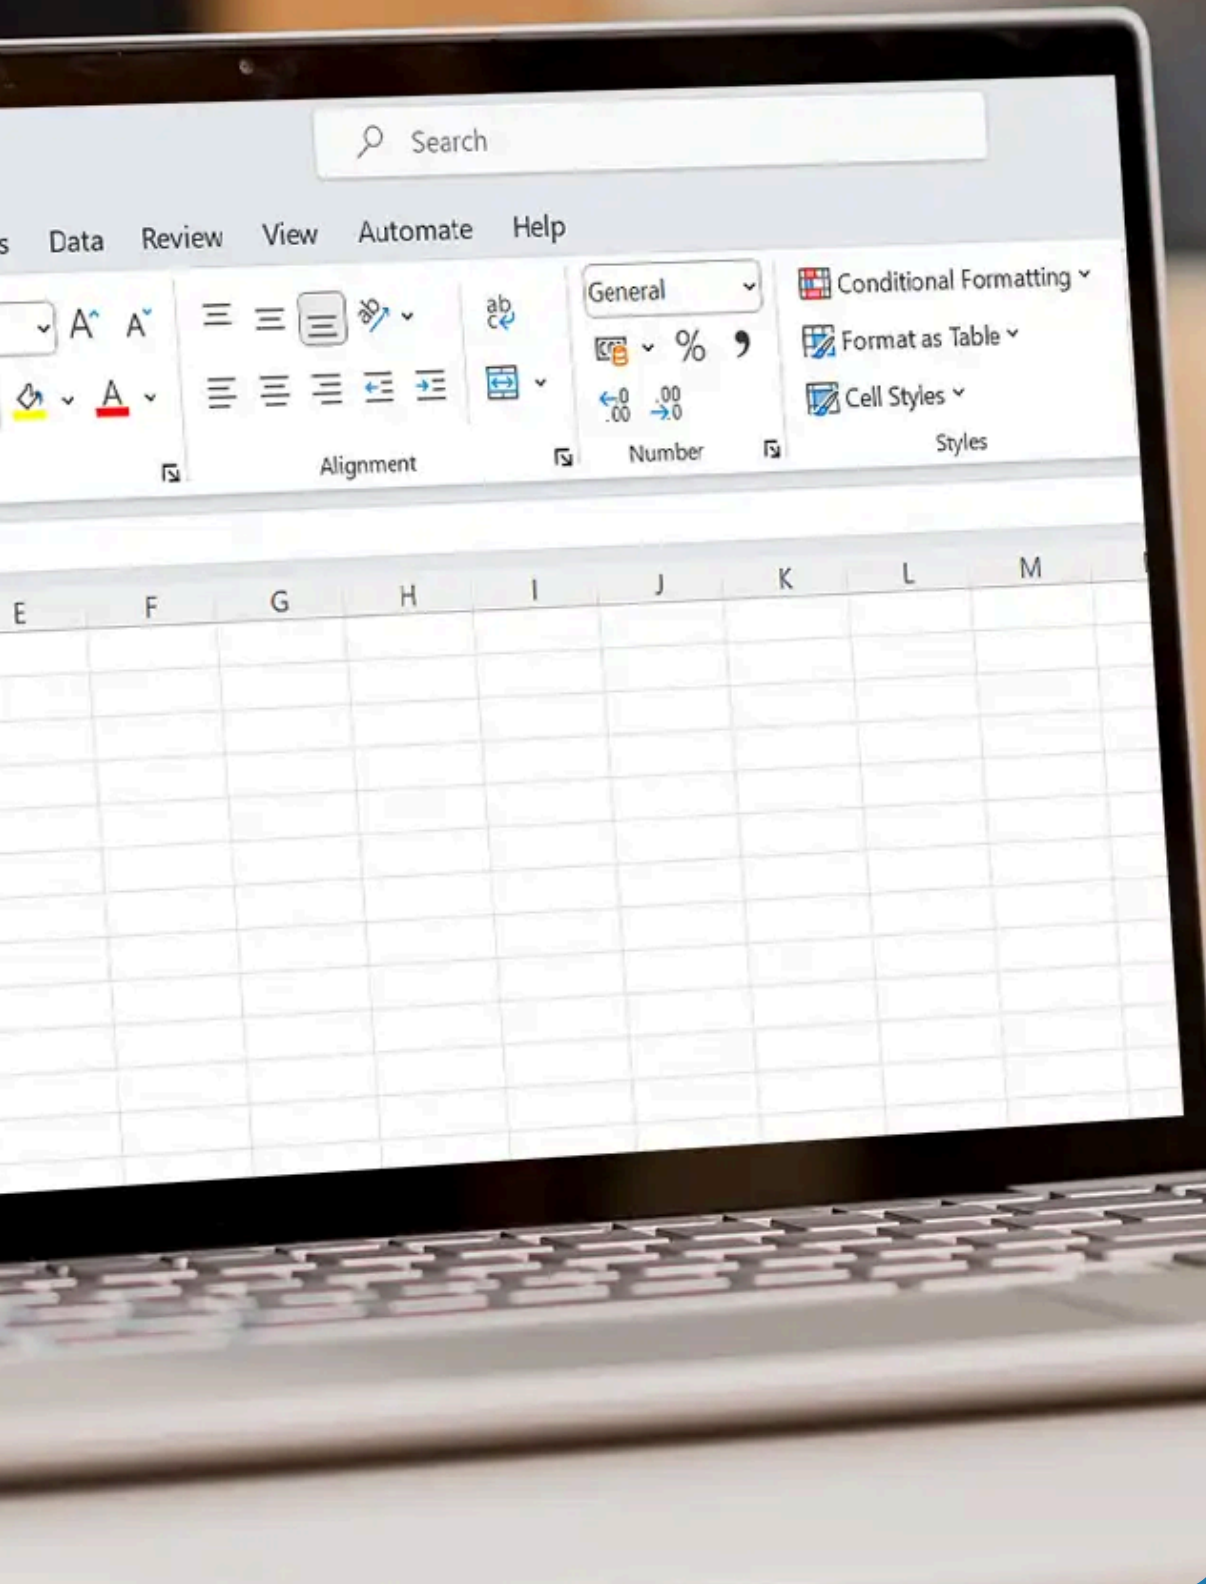 Search
s Data Review View Automate Help
General
Conditional Formatting
%
Format as Table
Cell Styles
Alignment
Number
Styles
E F G H I J K L M